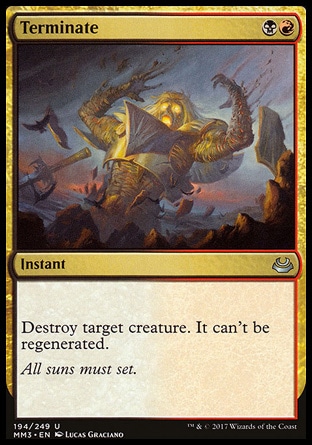 Terminate
Instant
Destroy target creature. It can't be
regenerated.
All suns must set.
194/249 U
MM3 • EN Lucas Graciano
™ & © 2017 Wizards of the Coast